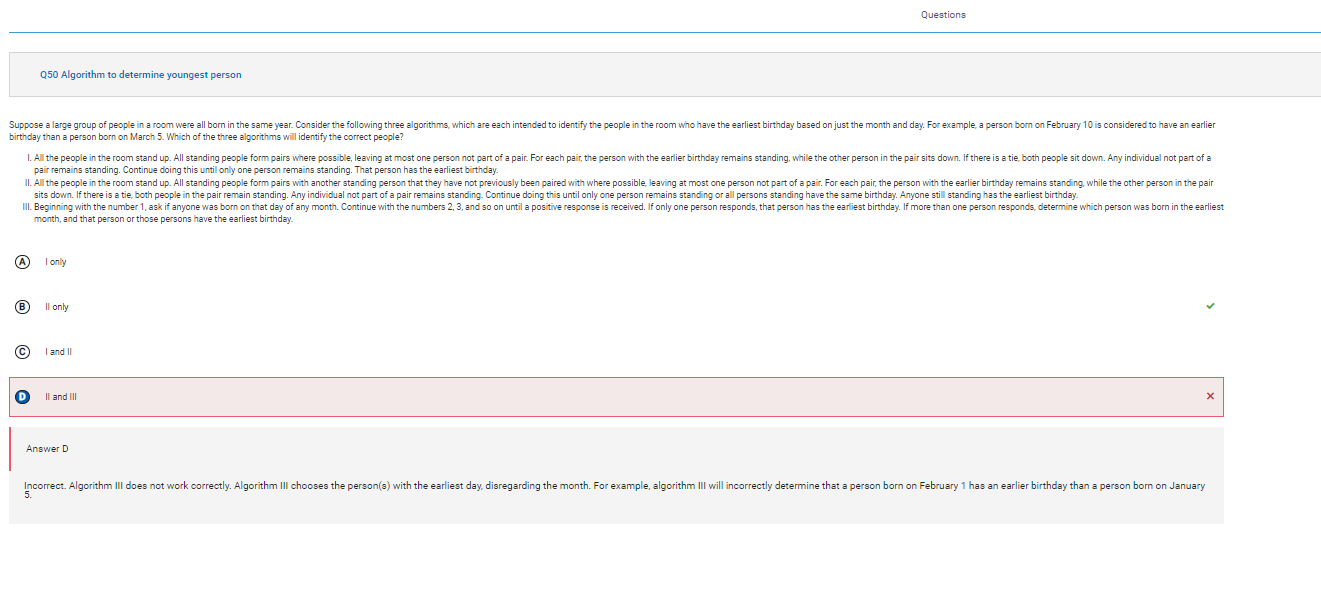 Questions
Q50 Algorithm to determine youngest person
Suppose a large group of people in a room were all born in the same year. Consider the following three algorithms, which are each intended to identify the people in the room who have the earliest birthday based on just the month and day. For example, a person born on February 10 is considered to have an earlier
birthday than a person born on March 5. Which of the three algorithms will identify the correct people?
I. All the people in the room stand up. All standing people form pairs where possible, leaving at most one person not part of a pair. For each pair, the person with the earlier birthday remains standing, while the other person in the pair sits down. If there is a tie, both people sit down. Any individual not part of a
pair remains standing. Continue doing this until only one person remains standing. That person has the earliest birthday.
II. All the people in the room stand up. All standing people form pairs with another standing person that they have not previously been paired with where possible, leaving at most one person not part of a pair. For each pair, the person with the earlier birthday remains standing, while the other person in the pair
sits down. If there is a tie, both people in the pair remain standing. Any individual not part of a pair remains standing. Continue doing this until only one person remains standing or all persons standing have the same birthday. Anyone still standing has the earliest birthday.
III. Beginning with the number 1, ask if anyone was born on that day of any month. Continue with the numbers 2, 3, and so on until a positive response is received. If only one person responds, that person has the earliest birthday. If more than one person responds, determine which person was born in the earliest
month, and that person or those persons have the earliest birthday.
A I only
B II only
C I and II
D II and III
Answer D
Incorrect. Algorithm III does not work correctly. Algorithm III chooses the person(s) with the earliest day, disregarding the month. For example, algorithm III will incorrectly determine that a person born on February 1 has an earlier birthday than a person born on January
5.